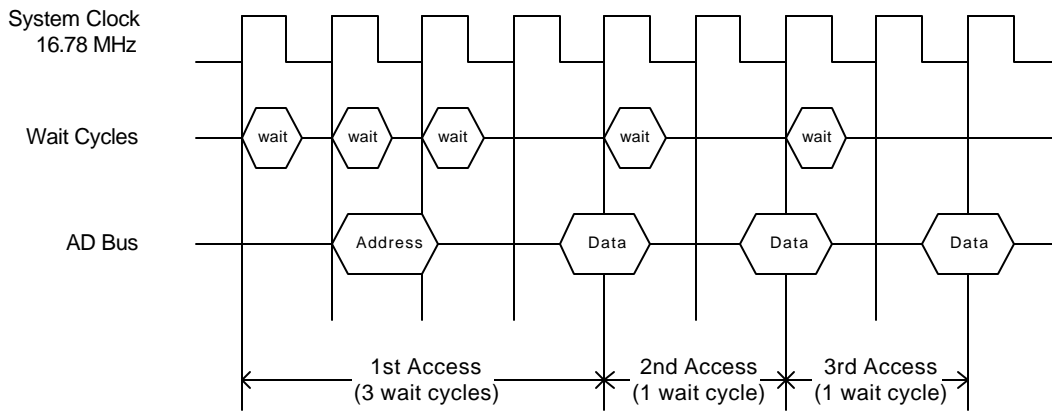 System Clock
16.78 MHz
Wait Cycles
wait
wait
wait
wait
wait
AD Bus
Address
Data
Data
Data
1st Access
(3 wait cycles)
2nd Access
(1 wait cycle)
3rd Access
(1 wait cycle)